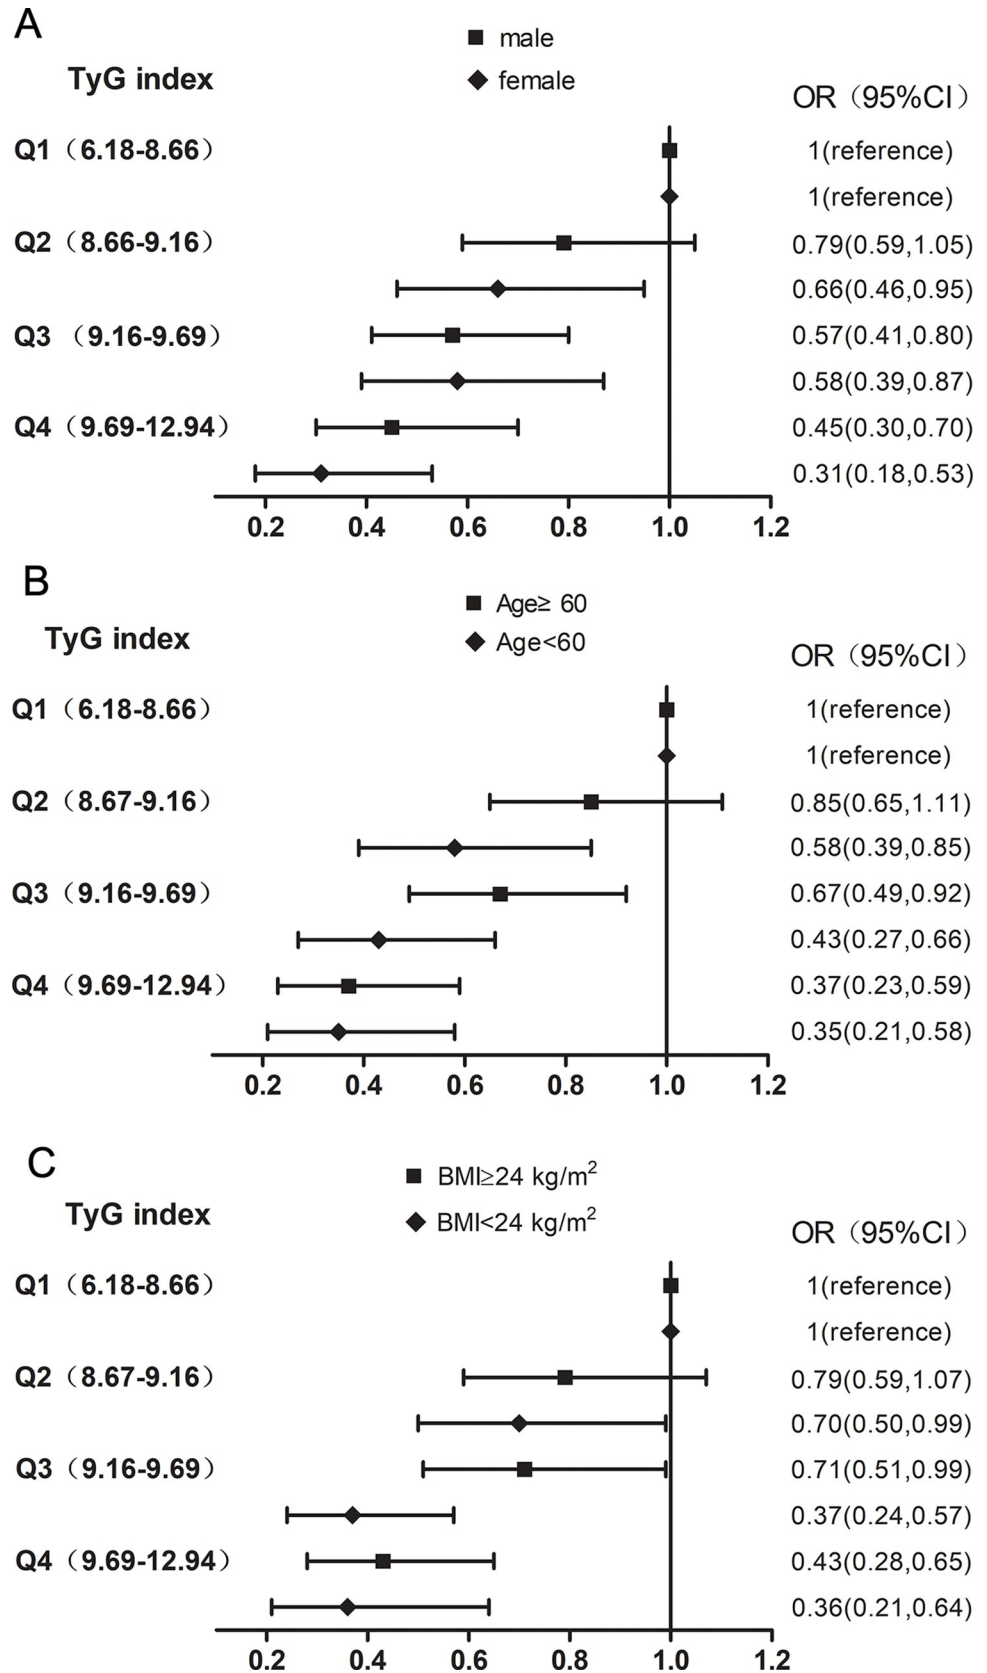 A
male
female
TyG index
OR（95%CI）
Q1（6.18-8.66）
1(reference)
1(reference)
Q2（8.66-9.16）
0.79(0.59,1.05)
0.66(0.46,0.95)
Q3 （9.16-9.69）
0.57(0.41,0.80)
0.58(0.39,0.87)
Q4（9.69-12.94）
0.45(0.30,0.70)
0.31(0.18,0.53)
0.2 0.4 0.6 0.8 1.0 1.2
B
Age≥ 60
Age<60
TyG index
OR（95%CI）
Q1（6.18-8.66）
1(reference)
1(reference)
Q2（8.67-9.16）
0.85(0.65,1.11)
0.58(0.39,0.85)
Q3（9.16-9.69）
0.67(0.49,0.92)
0.43(0.27,0.66)
Q4（9.69-12.94）
0.37(0.23,0.59)
0.35(0.21,0.58)
0.2 0.4 0.6 0.8 1.0 1.2
C
BMI≥24 kg/m²
BMI<24 kg/m²
TyG index
OR（95%CI）
Q1（6.18-8.66）
1(reference)
1(reference)
Q2（8.67-9.16）
0.79(0.59,1.07)
0.70(0.50,0.99)
Q3（9.16-9.69）
0.71(0.51,0.99)
0.37(0.24,0.57)
Q4（9.69-12.94）
0.43(0.28,0.65)
0.36(0.21,0.64)
0.2 0.4 0.6 0.8 1.0 1.2